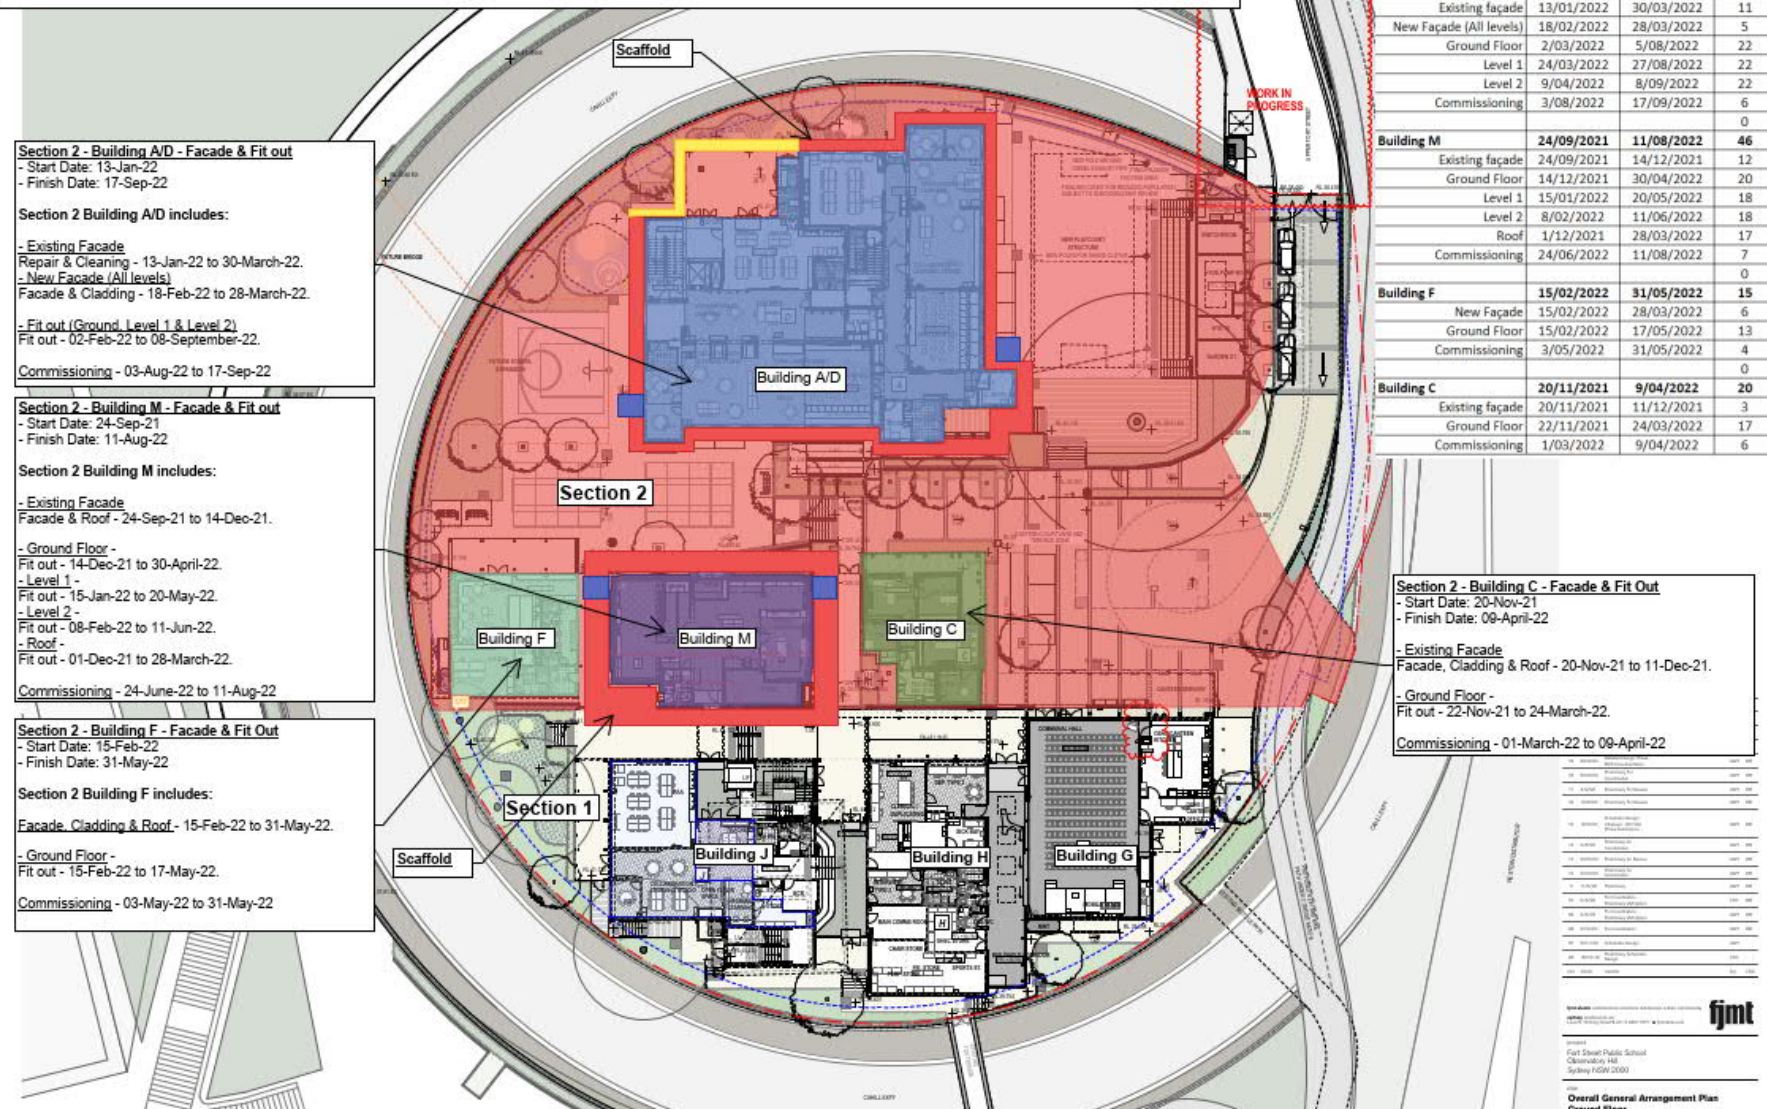 Existing façade 13/01/2022 30/03/2022 11
New Façade (All levels) 18/02/2022 28/03/2022 5
Ground Floor 2/03/2022 5/08/2022 22
Level 1 24/03/2022 27/08/2022 22
Level 2 9/04/2022 8/09/2022 22
Commissioning 3/08/2022 17/09/2022 6
0
Building M 24/09/2021 11/08/2022 46
Existing façade 24/09/2021 14/12/2021 12
Ground Floor 14/12/2021 30/04/2022 20
Level 1 15/01/2022 20/05/2022 18
Level 2 8/02/2022 11/06/2022 18
Roof 1/12/2021 28/03/2022 17
Commissioning 24/06/2022 11/08/2022 7
0
Building F 15/02/2022 31/05/2022 15
New Façade 15/02/2022 28/03/2022 6
Ground Floor 15/02/2022 17/05/2022 13
Commissioning 3/05/2022 31/05/2022 4
0
Building C 20/11/2021 9/04/2022 20
Existing façade 20/11/2021 11/12/2021 3
Ground Floor 22/11/2021 24/03/2022 17
Commissioning 1/03/2022 9/04/2022 6
Scaffold
WORK IN
PROGRESS
Section 2 - Building A/D - Facade & Fit out
- Start Date: 13-Jan-22
- Finish Date: 17-Sep-22
Section 2 Building A/D includes:
- Existing Facade
Repair & Cleaning - 13-Jan-22 to 30-March-22.
- New Facade (All levels)
Facade & Cladding - 18-Feb-22 to 28-March-22.
- Fit out (Ground, Level 1 & Level 2)
Fit out - 02-Feb-22 to 08-September-22.
Commissioning - 03-Aug-22 to 17-Sep-22
FUTURE BRIDGE
Building A/D
Section 2 - Building M - Facade & Fit out
- Start Date: 24-Sep-21
- Finish Date: 11-Aug-22
Section 2 Building M includes:
- Existing Facade
Facade & Roof - 24-Sep-21 to 14-Dec-21.
- Ground Floor -
Fit out - 14-Dec-21 to 30-April-22.
- Level 1 -
Fit out - 15-Jan-22 to 20-May-22.
- Level 2 -
Fit out - 08-Feb-22 to 11-Jun-22.
- Roof -
Fit out - 01-Dec-21 to 28-March-22.
Commissioning - 24-June-22 to 11-Aug-22
Section 2
Building F
Building M
Building C
Section 2 - Building C - Facade & Fit Out
- Start Date: 20-Nov-21
- Finish Date: 09-April-22
- Existing Facade
Facade, Cladding & Roof - 20-Nov-21 to 11-Dec-21.
- Ground Floor -
Fit out - 22-Nov-21 to 24-March-22.
Commissioning - 01-March-22 to 09-April-22
Section 2 - Building F - Facade & Fit Out
- Start Date: 15-Feb-22
- Finish Date: 31-May-22
Section 2 Building F includes:
Facade, Cladding & Roof - 15-Feb-22 to 31-May-22.
- Ground Floor -
Fit out - 15-Feb-22 to 17-May-22.
Commissioning - 03-May-22 to 31-May-22
COMMUNAL HALL
Section 1
Building J
Building H
Building G
Scaffold
H
CAHILL EXPY
fjmt
Fort Street Public School
Observatory Hill
Sydney NSW 2000
Overall General Arrangement Plan
Ground Floor